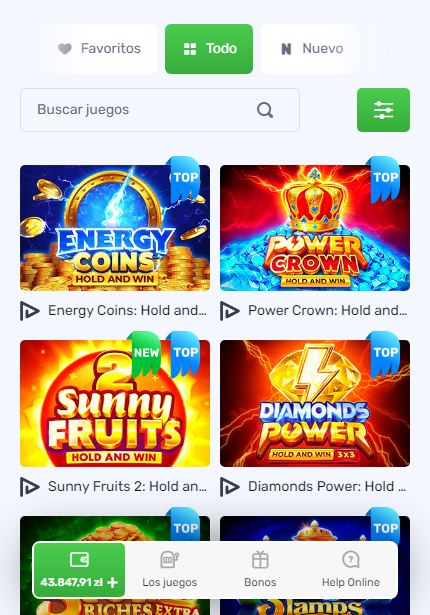 Favoritos
Todo
Nuevo
Buscar juegos
TOP
TOP
ENERGY
COINS
HOLD AND WIN
POWER
CROWN
HOLD AND WIN
Energy Coins: Hold and...
Power Crown: Hold and...
NEW
TOP
TOP
2
Sunny
FRUITS
HOLD AND WIN
DIAMONDS
POWER
HOLD AND WIN 3X3
Sunny Fruits 2: Hold an...
Diamonds Power: Hold ...
TOP
TOP
43.847,91 zł +
Los juegos
Bonos
Help Online
RICHES EXTRA